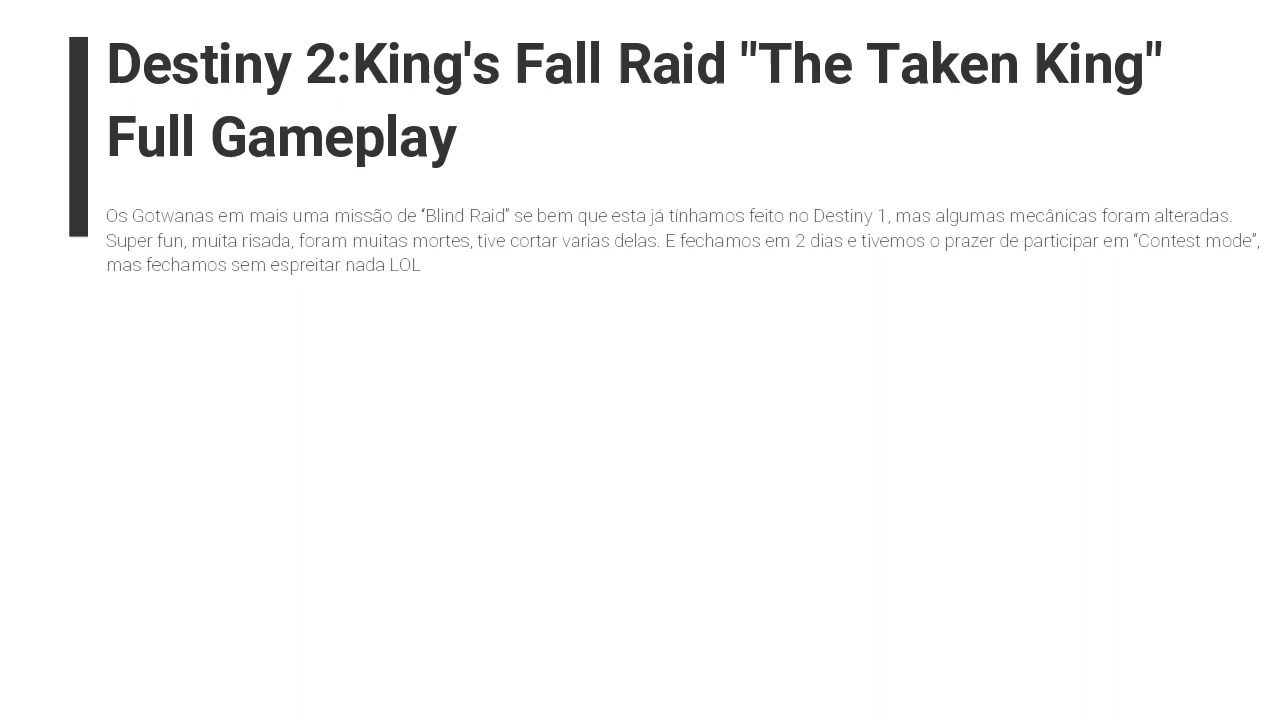 Destiny 2:King's Fall Raid "The Taken King"
Full Gameplay
Os Gotwanas em mais uma missão de “Blind Raid” se bem que esta já tínhamos feito no Destiny 1, mas algumas mecânicas foram alteradas.
Super fun, muita risada, foram muitas mortes, tive cortar varias delas. E fechamos em 2 dias e tivemos o prazer de participar em “Contest mode”,
mas fechamos sem espreitar nada LOL